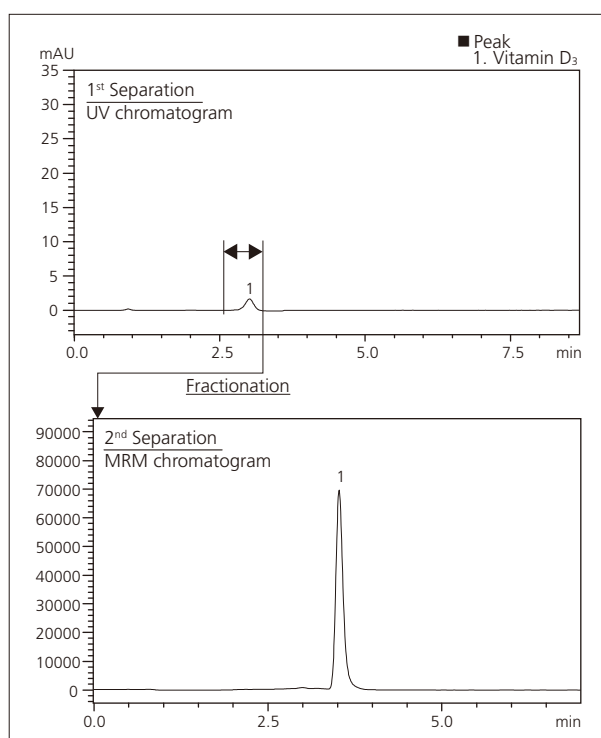 mAU
■ Peak
1. Vitamin D₃
35
30
25
20
15
10
5
0
1ˢᵗ Separation
UV chromatogram
1
0.0 2.5 5.0 7.5 min
Fractionation
90000
80000
70000
60000
50000
40000
30000
20000
10000
0
2ⁿᵈ Separation
MRM chromatogram
1
0.0 2.5 5.0 min